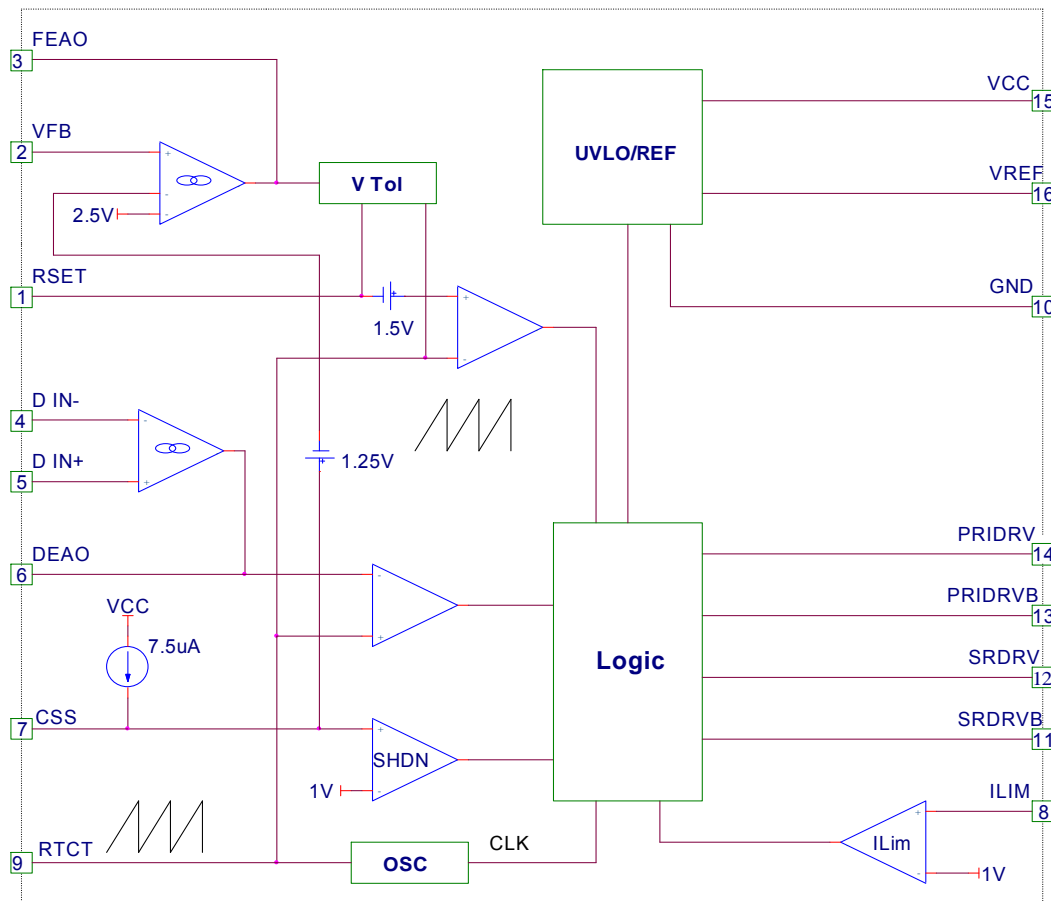 FEAO
3
VCC
15
VFB
2
UVLO/REF
V Tol
VREF
16
2.5V
RSET
1
GND
10
1.5V
D IN-
4
D IN+
5
1.25V
DEAO
6
PRIDRV
14
VCC
7.5uA
PRIDRVB
13
Logic
SRDRV
12
CSS
7
SRDRVB
11
SHDN
1V
ILIM
8
RTCT
9
OSC
CLK
ILim
1V